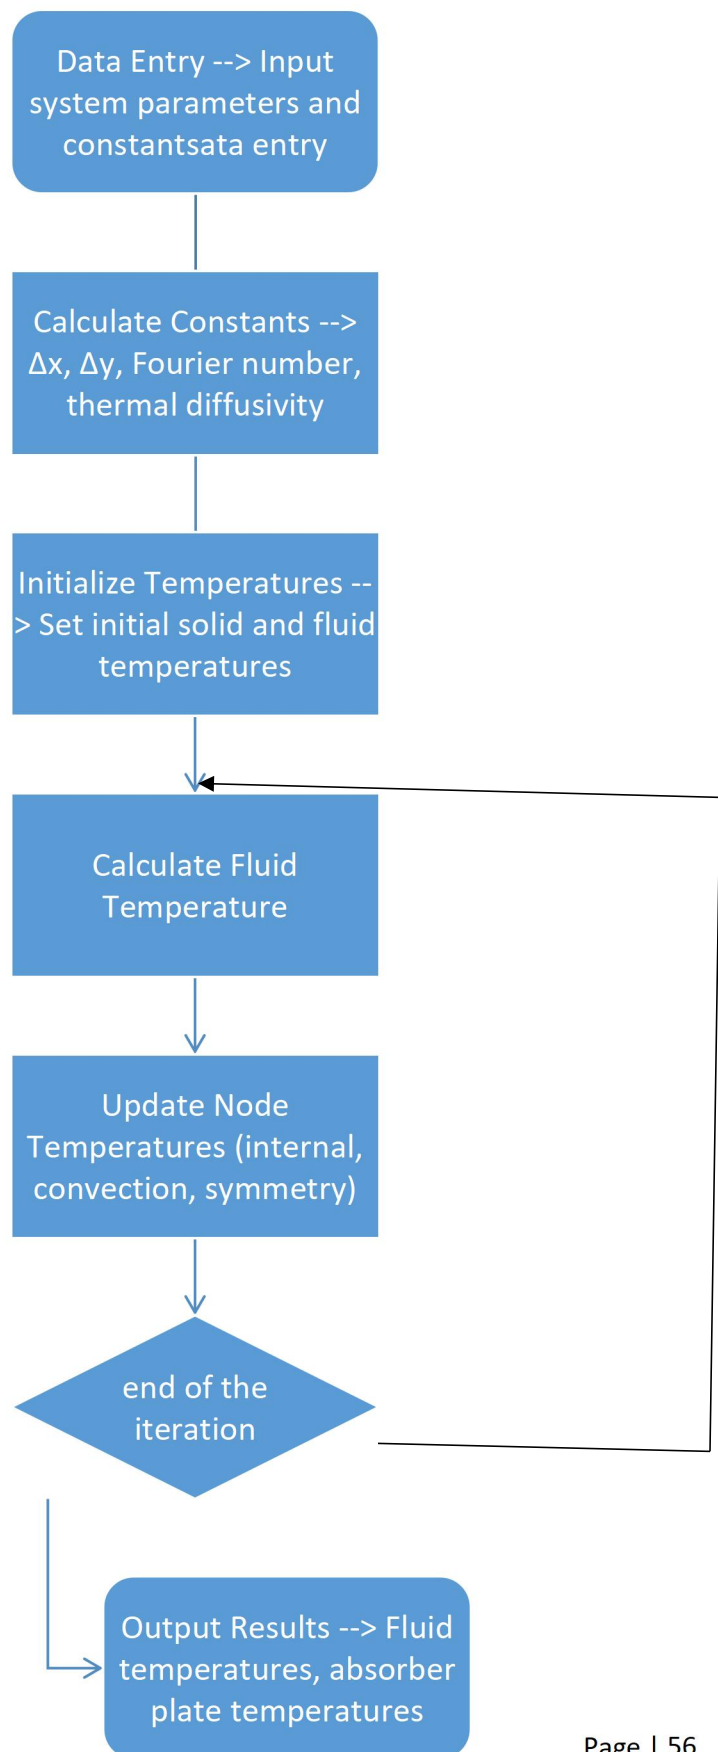 Data Entry --> Input
system parameters and
constantsata entry
Calculate Constants -->
Δx, Δy, Fourier number,
thermal diffusivity
Initialize Temperatures --
> Set initial solid and fluid
temperatures
Calculate Fluid
Temperature
Update Node
Temperatures (internal,
convection, symmetry)
end of the
iteration
Output Results --> Fluid
temperatures, absorber
plate temperatures
Page | 56